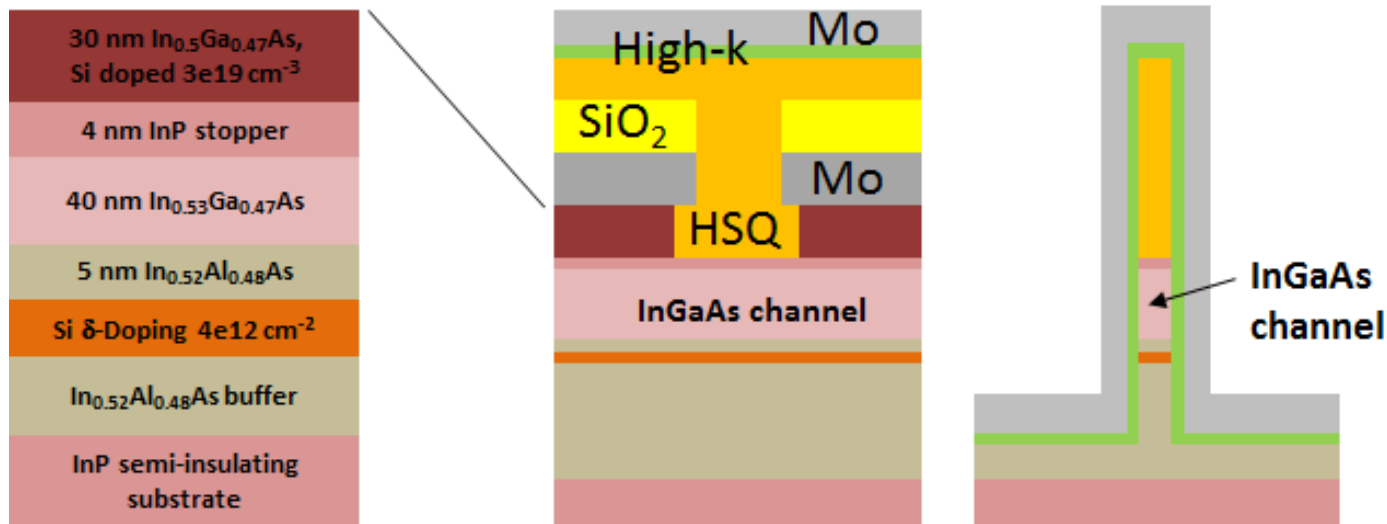 30 nm In0.5Ga0.47As,
Si doped 3e19 cm-3
4 nm InP stopper
40 nm In0.53Ga0.47As
5 nm In0.52Al0.48As
Si δ-Doping 4e12 cm-2
In0.52Al0.48As buffer
InP semi-insulating
substrate
Mo
High-k
SiO2
Mo
HSQ
InGaAs channel
InGaAs
channel